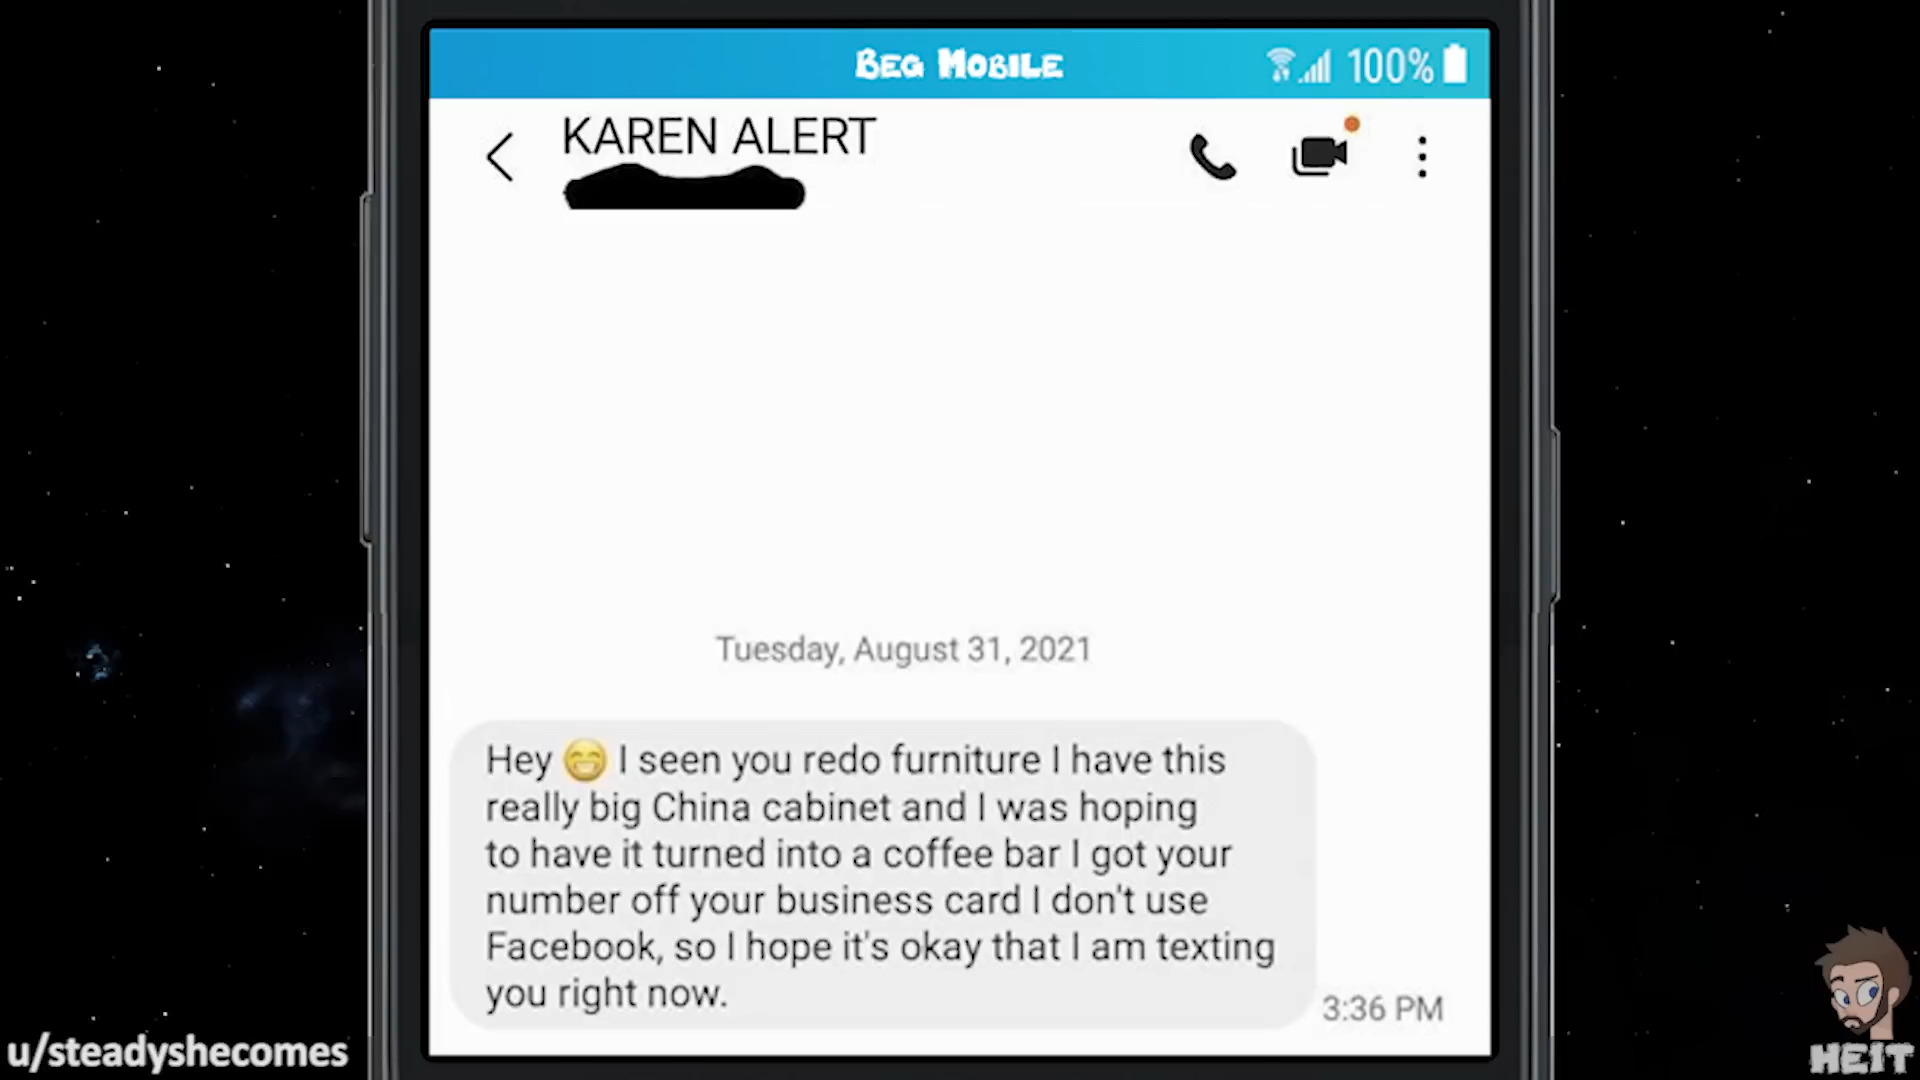 BEG MOBILE
100%
KAREN ALERT
Tuesday, August 31, 2021
Hey 😁 I seen you redo furniture I have this
really big China cabinet and I was hoping
to have it turned into a coffee bar I got your
number off your business card I don't use
Facebook, so I hope it's okay that I am texting
you right now.
3:36 PM
u/steadyshecomes
HEIT